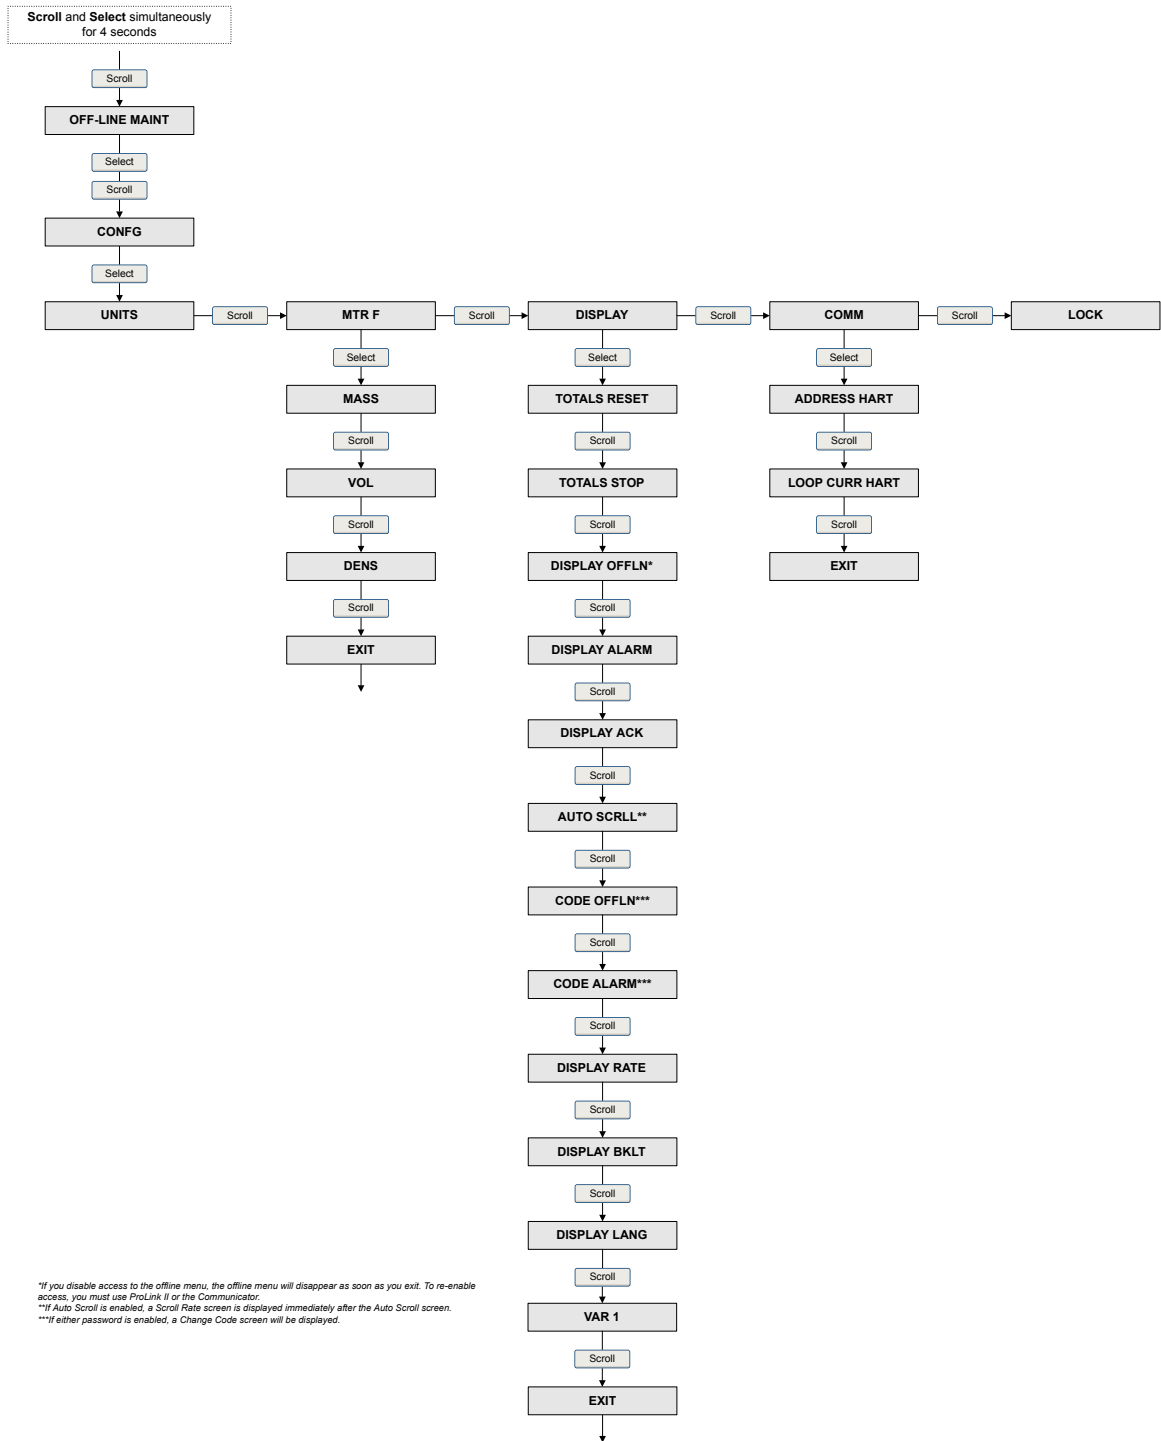 Scroll and Select simultaneously
for 4 seconds
Scroll
OFF-LINE MAINT
Select
Scroll
CONFG
Select
UNITS
Scroll
MTR F
Scroll
DISPLAY
Scroll
COMM
Scroll
LOCK
Select
MASS
Scroll
VOL
Scroll
DENS
Scroll
EXIT
Select
TOTALS RESET
Scroll
TOTALS STOP
Scroll
DISPLAY OFFLN*
Scroll
DISPLAY ALARM
Scroll
DISPLAY ACK
Scroll
AUTO SCRLL**
Scroll
CODE OFFLN***
Scroll
CODE ALARM***
Scroll
DISPLAY RATE
Scroll
DISPLAY BKLT
Scroll
DISPLAY LANG
Scroll
VAR 1
Scroll
EXIT
Select
ADDRESS HART
Scroll
LOOP CURR HART
Scroll
EXIT
*If you disable access to the offline menu, the offline menu will disappear as soon as you exit. To re-enable
access, you must use ProLink II or the Communicator.
**If Auto Scroll is enabled, a Scroll Rate screen is displayed immediately after the Auto Scroll screen.
***If either password is enabled, a Change Code screen will be displayed.